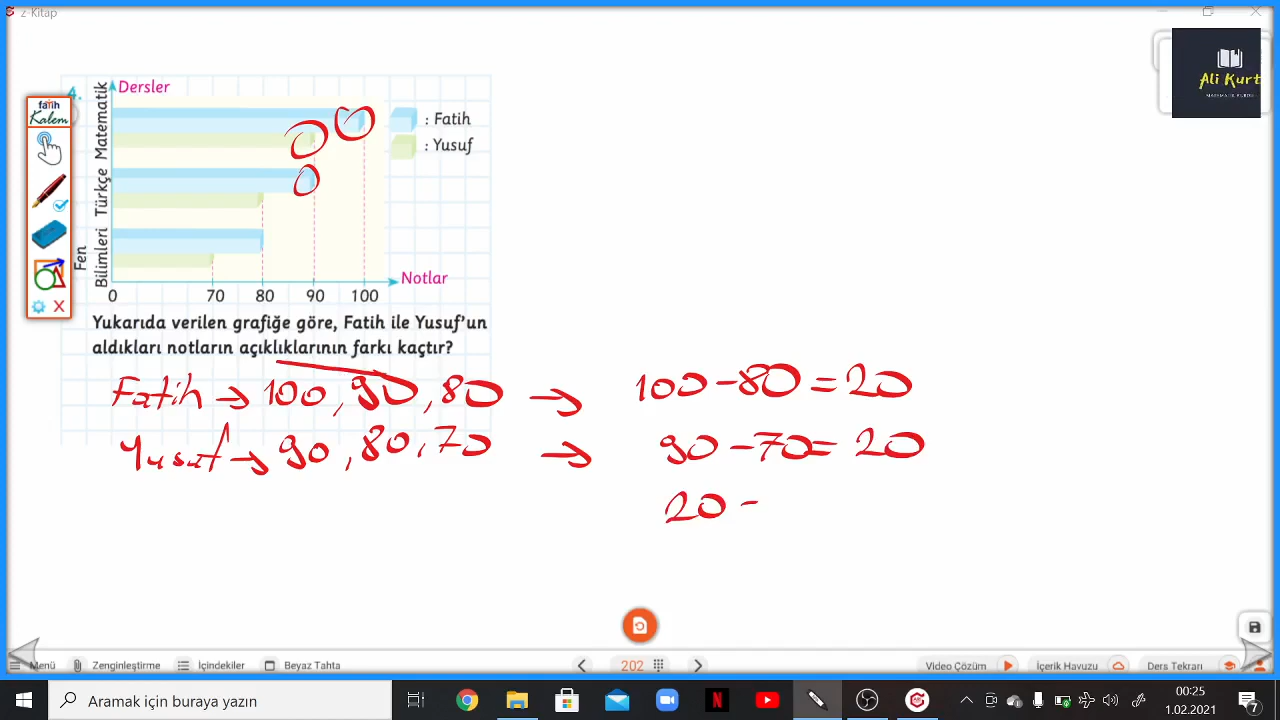 z-Kitap
Ali Kurt
4.
Dersler
fatih
Kalem
Matematik
Türkçe
Fen
Bilimleri
: Fatih
: Yusuf
Notlar
0 70 80 90 100
Yukarıda verilen grafiğe göre, Fatih ile Yusuf'un
aldıkları notların açıklıklarının farkı kaçtır?
Fatih → 100, 90, 80 → 100 - 80 = 20
Yusuf → 90, 80, 70 → 90 - 70 = 20
20 -
Menü Zenginleştirme İçindekiler Beyaz Tahta 202 Video Çözüm İçerik Havuzu Ders Tekrarı
Aramak için buraya yazın
00:25
1.02.2021
7